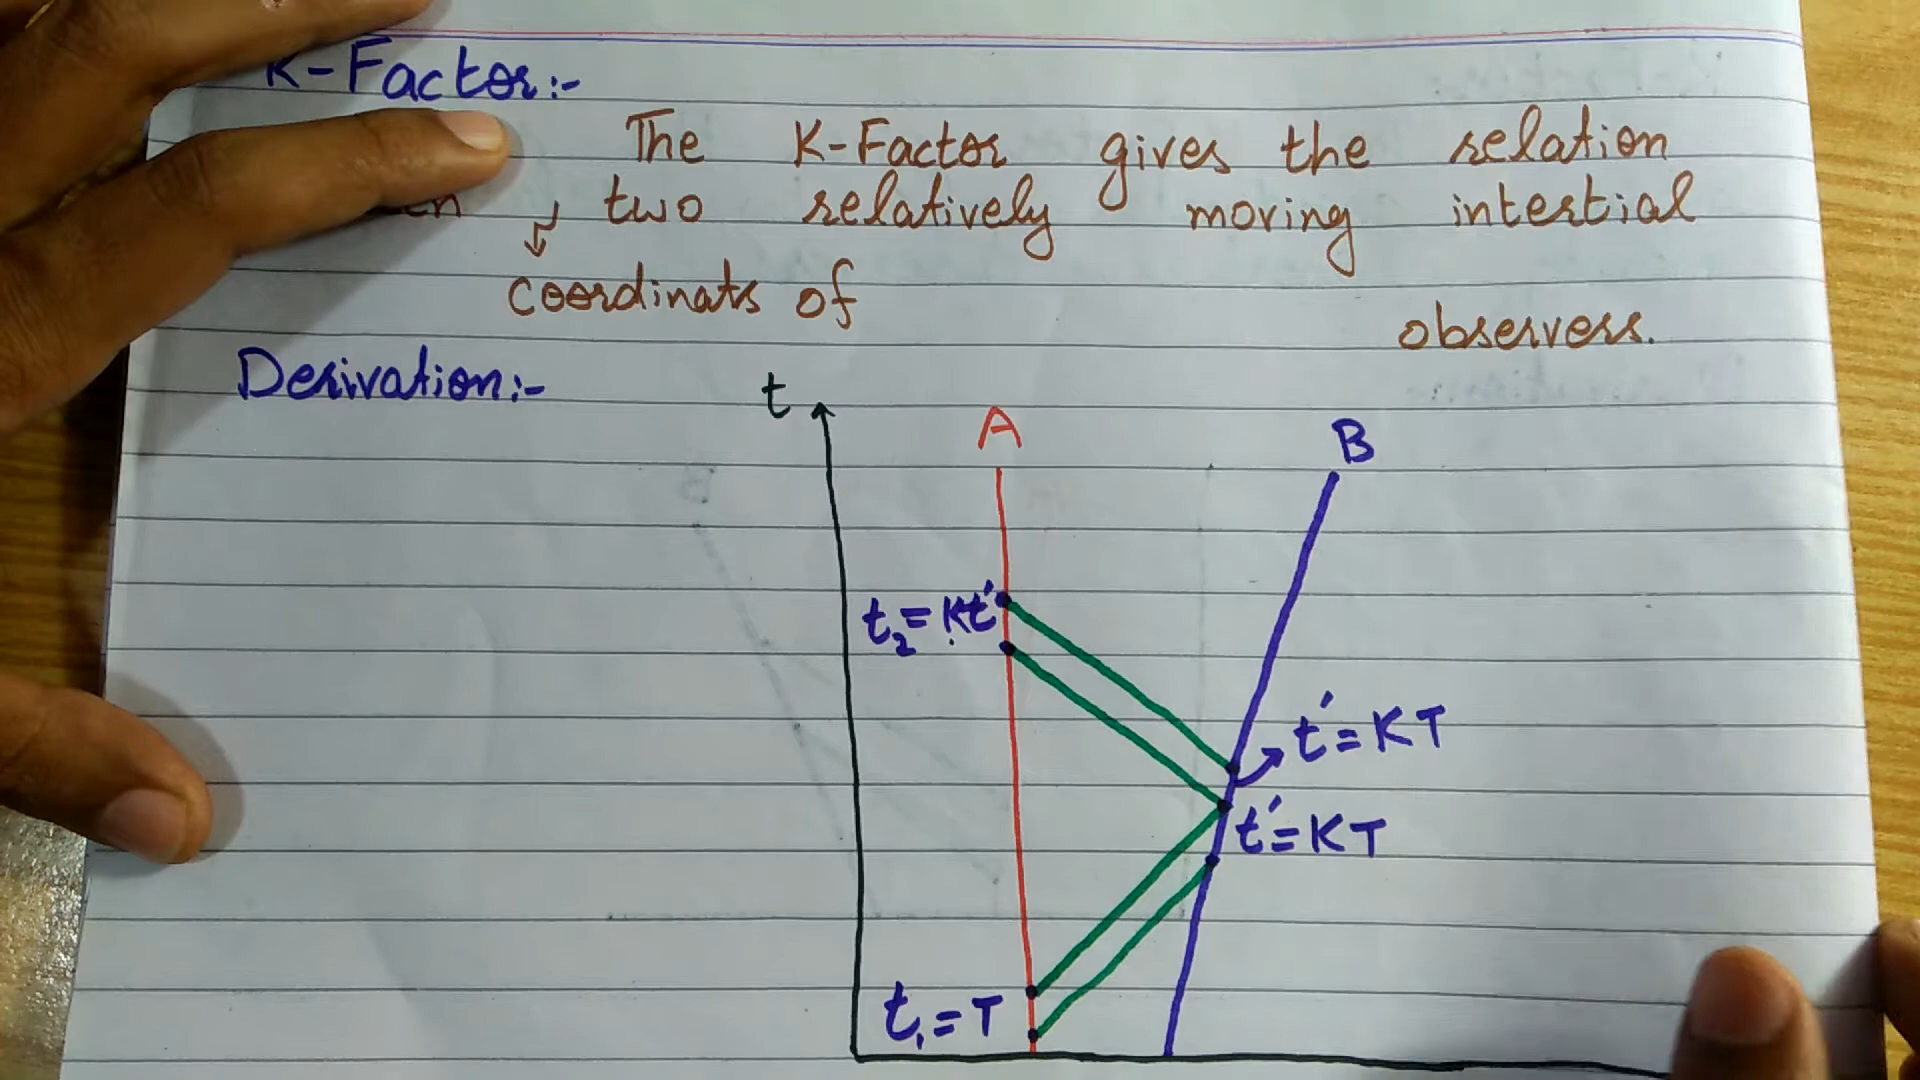 K-Factor:-
The K-Factor gives the relation
two relatively moving intertial
coordinats of
observers.
Derivation:-
t
A
B
t₂ = Kt′
t′ = KT
t′ = KT
t₁ = T